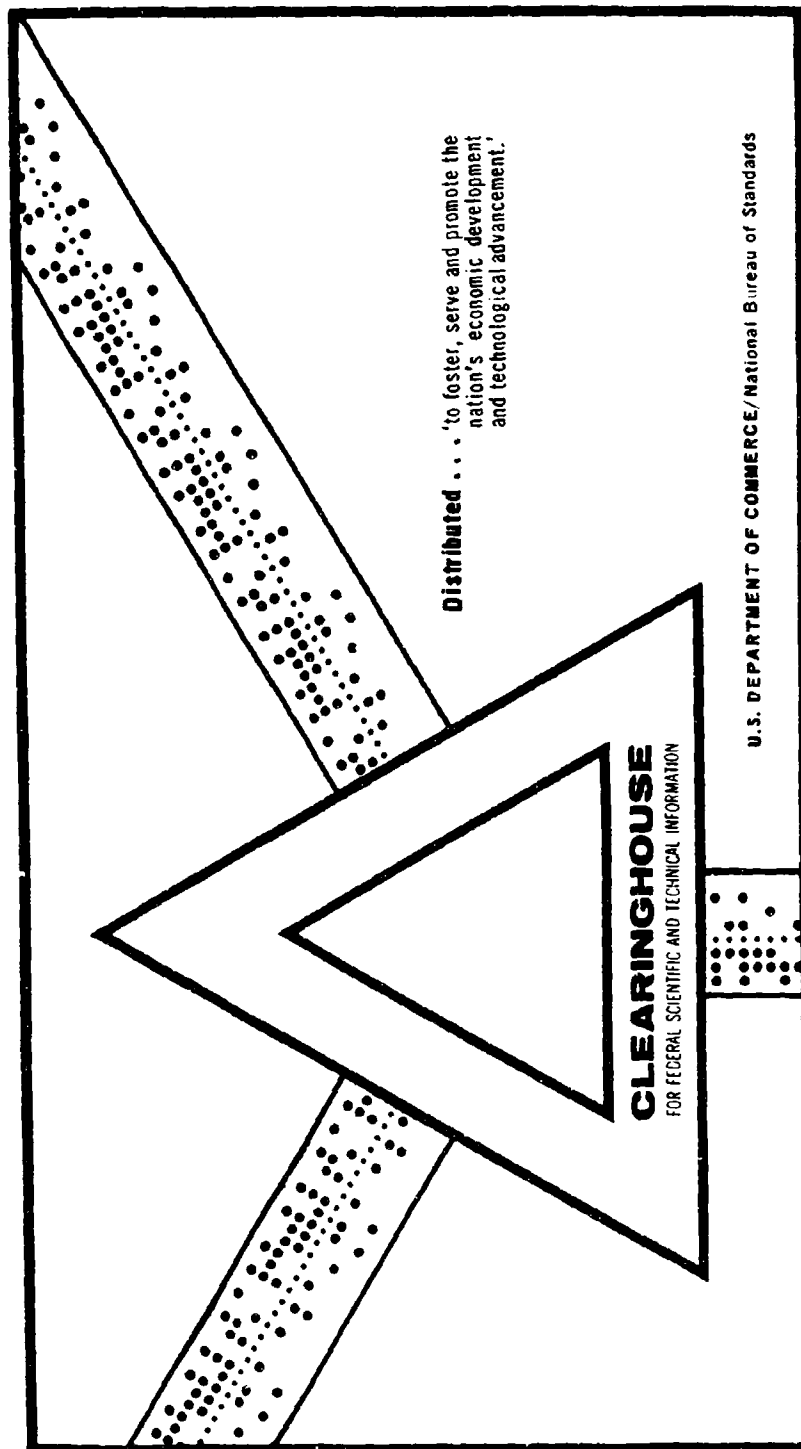 Distributed . . . 'to foster, serve and promote the
nation's economic development
and technological advancement.'
CLEARINGHOUSE
FOR FEDERAL SCIENTIFIC AND TECHNICAL INFORMATION
U.S. DEPARTMENT OF COMMERCE/National Bureau of Standards